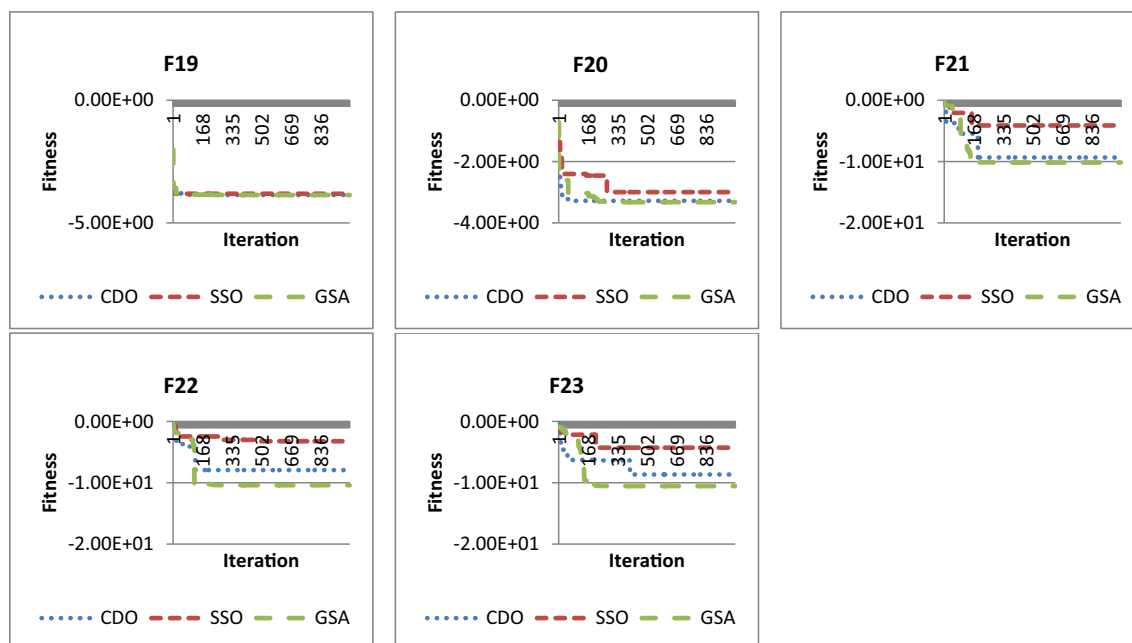 F19
0.00E+00
-5.00E+00
Fitness
1
168
335
502
669
836
Iteration
CDO SSO GSA
F20
0.00E+00
-2.00E+00
-4.00E+00
Fitness
1
168
335
502
669
836
Iteration
CDO SSO GSA
F21
0.00E+00
-1.00E+01
-2.00E+01
Fitness
1
168
335
502
669
836
Iteration
CDO SSO GSA
F22
0.00E+00
-1.00E+01
-2.00E+01
Fitness
1
168
335
502
669
836
Iteration
CDO SSO GSA
F23
0.00E+00
-1.00E+01
-2.00E+01
Fitness
1
168
335
502
669
836
Iteration
CDO SSO GSA